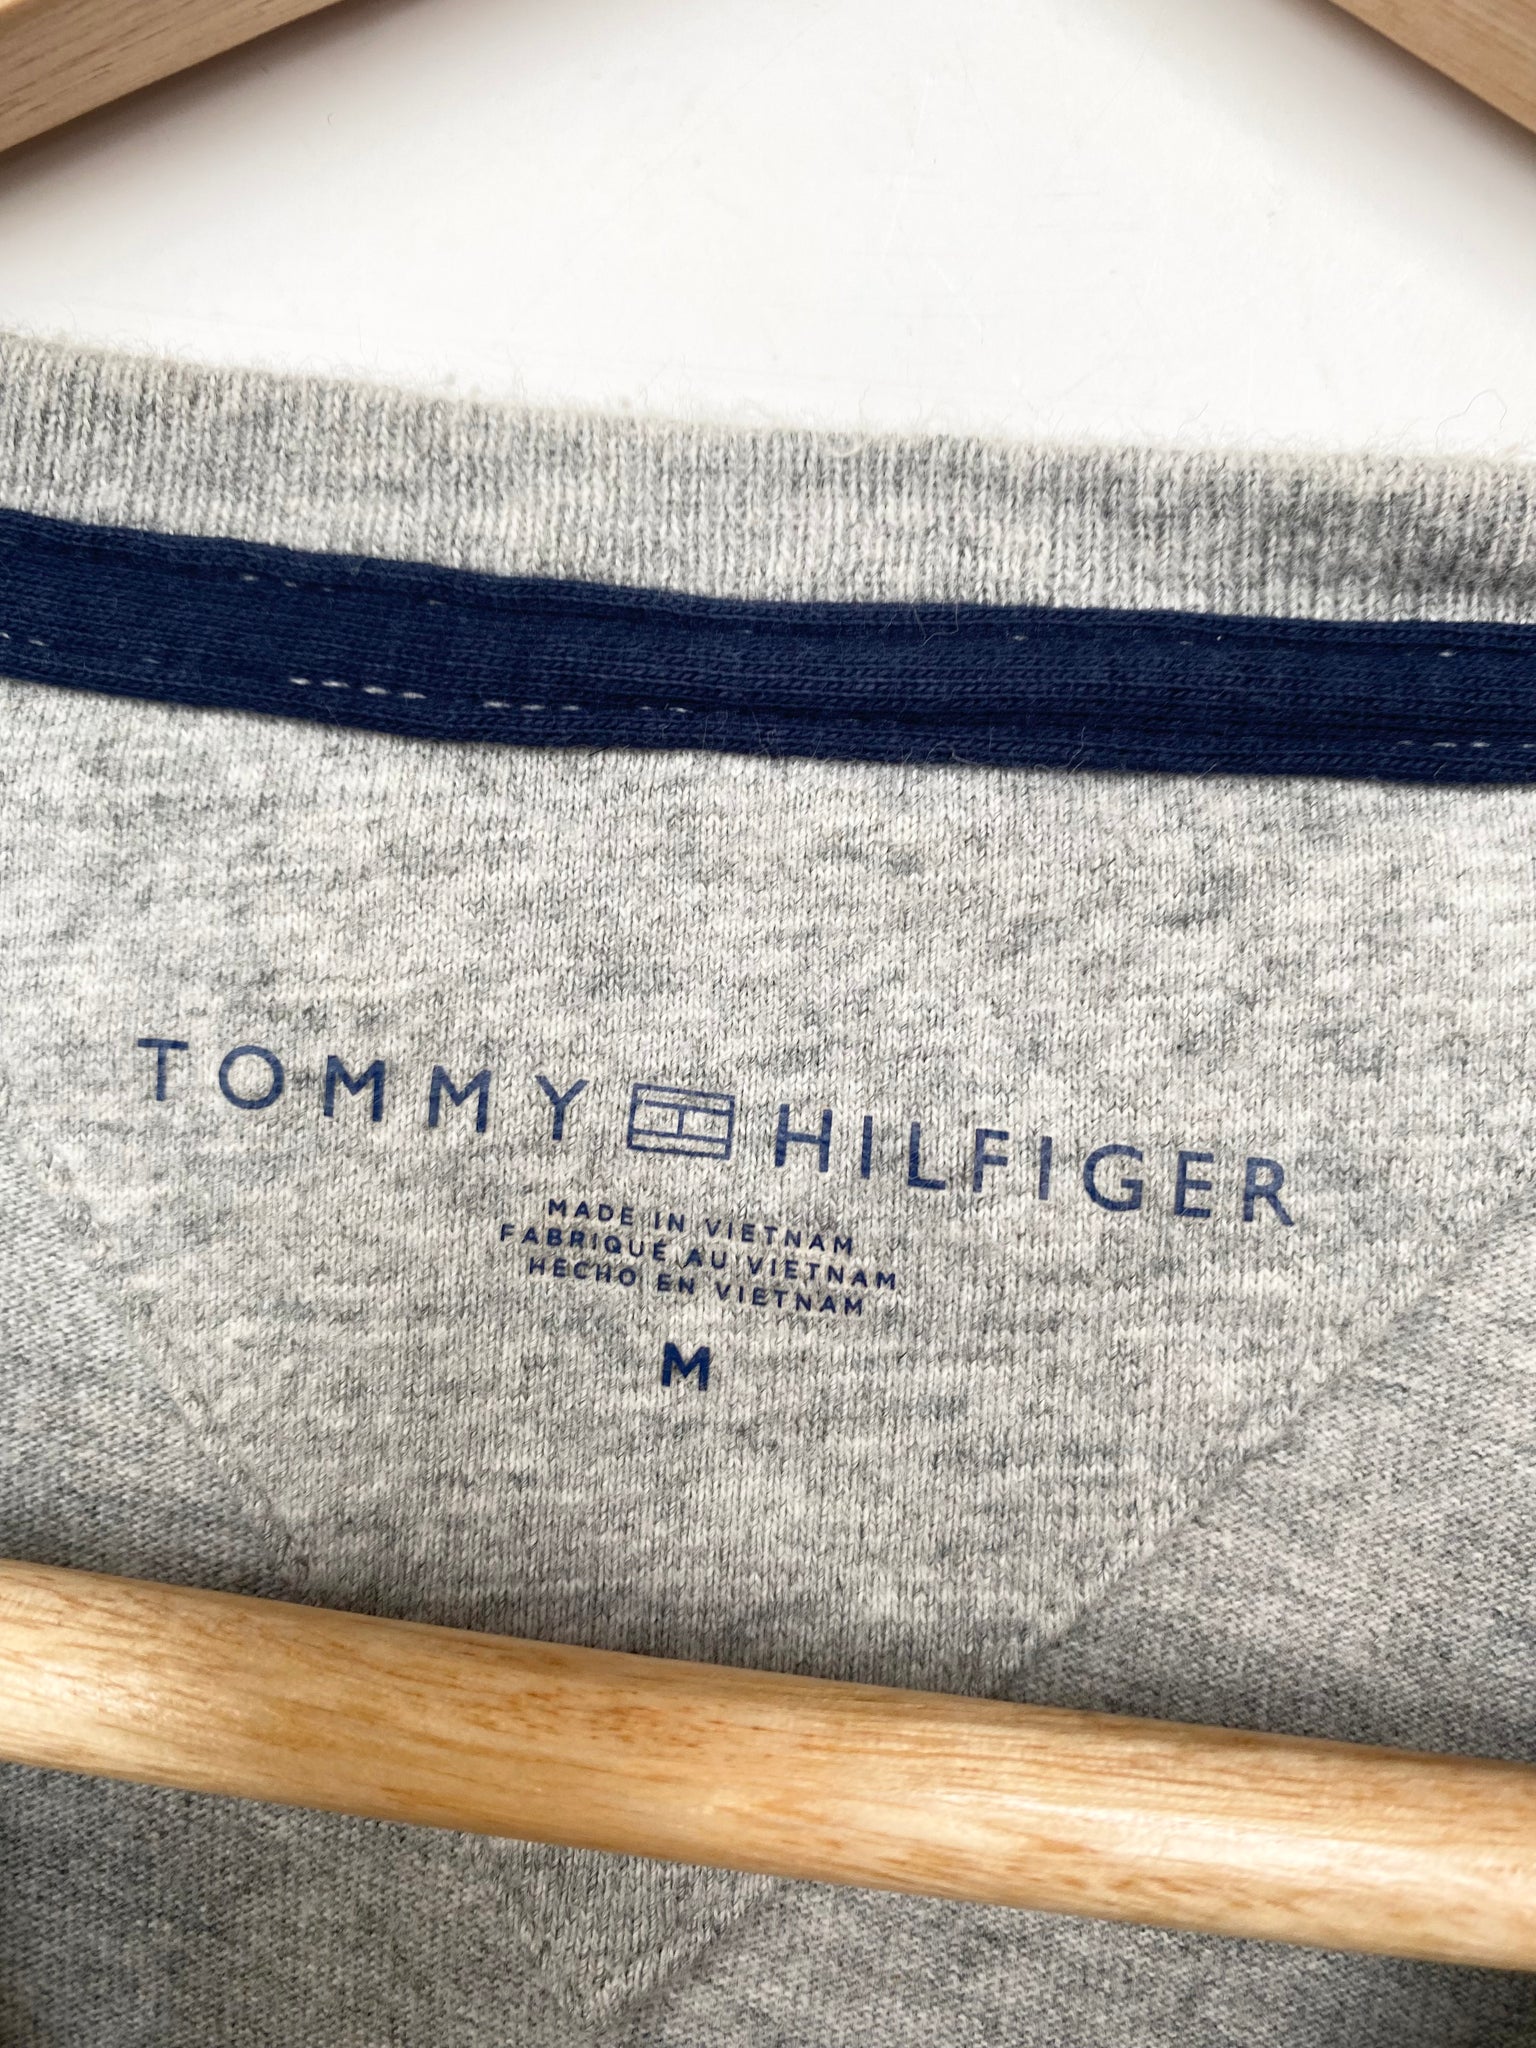 TOMMY HILFIGER
MADE IN VIETNAM
FABRIQUÉ AU VIETNAM
HECHO EN VIETNAM
M